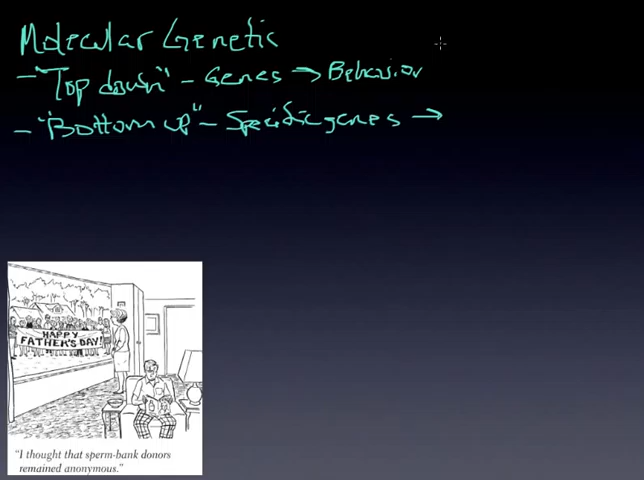 Molecular Genetic
- "Top down" - Genes → Behavior
- "Bottom up" - Specific genes →
HAPPY
FATHER'S DAY!
"I thought that sperm-bank donors
remained anonymous."